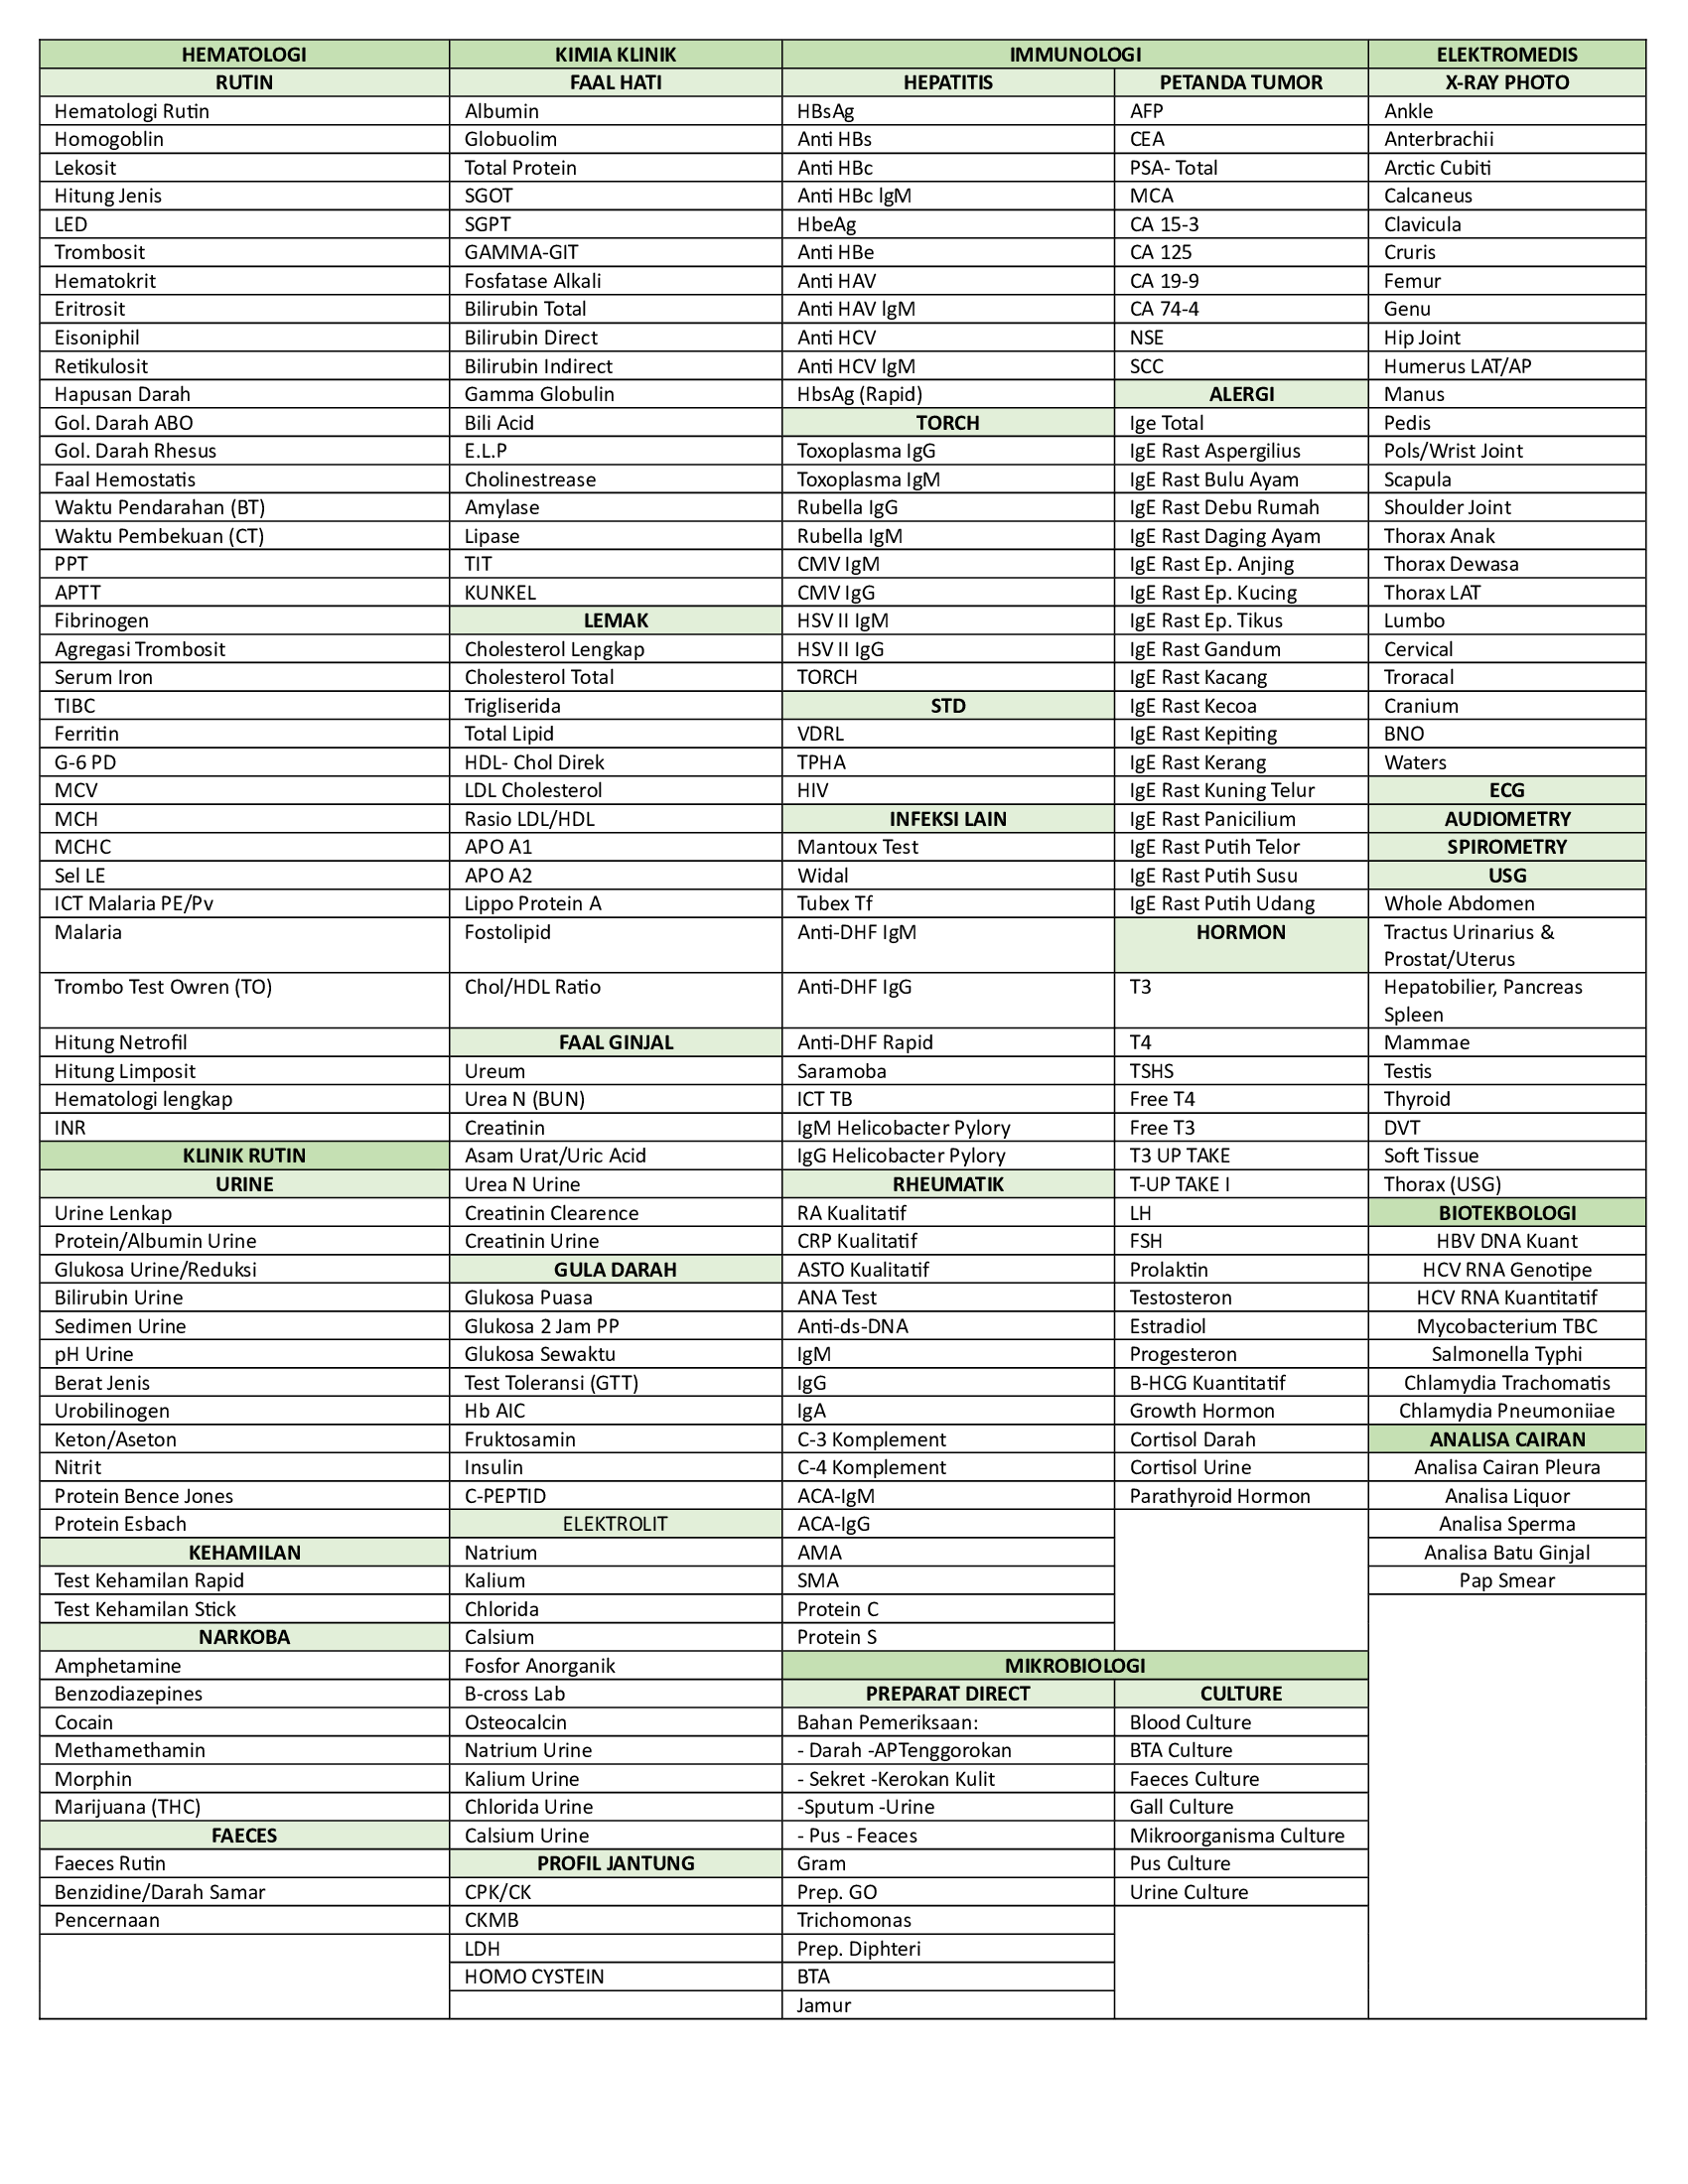 HEMATOLOGI
RUTIN
Hematologi Rutin
Homogoblin
Lekosit
Hitung Jenis
LED
Trombosit
Hematokrit
Eritrosit
Eisoniphil
Retikulosit
Hapusan Darah
Gol. Darah ABO
Gol. Darah Rhesus
Faal Hemostatis
Waktu Pendarahan (BT)
Waktu Pembekuan (CT)
PPT
APTT
Fibrinogen
Agregasi Trombosit
Serum Iron
TIBC
Ferritin
G-6 PD
MCV
MCH
MCHC
Sel LE
ICT Malaria PE/Pv
Malaria
Trombo Test Owren (TO)
Hitung Netrofil
Hitung Limposit
Hematologi lengkap
INR
KLINIK RUTIN
URINE
Urine Lenkap
Protein/Albumin Urine
Glukosa Urine/Reduksi
Bilirubin Urine
Sedimen Urine
pH Urine
Berat Jenis
Urobilinogen
Keton/Aseton
Nitrit
Protein Bence Jones
Protein Esbach
KEHAMILAN
Test Kehamilan Rapid
Test Kehamilan Stick
NARKOBA
Amphetamine
Benzodiazepines
Cocain
Methamethamin
Morphin
Marijuana (THC)
FAECES
Faeces Rutin
Benzidine/Darah Samar
Pencernaan
KIMIA KLINIK
FAAL HATI
Albumin
Globuolim
Total Protein
SGOT
SGPT
GAMMA-GIT
Fosfatase Alkali
Bilirubin Total
Bilirubin Direct
Bilirubin Indirect
Gamma Globulin
Bili Acid
E.L.P
Cholinestrease
Amylase
Lipase
TIT
KUNKEL
LEMAK
Cholesterol Lengkap
Cholesterol Total
Trigliserida
Total Lipid
HDL- Chol Direk
LDL Cholesterol
Rasio LDL/HDL
APO A1
APO A2
Lippo Protein A
Fostolipid
Chol/HDL Ratio
FAAL GINJAL
Ureum
Urea N (BUN)
Creatinin
Asam Urat/Uric Acid
Urea N Urine
Creatinin Clearence
Creatinin Urine
GULA DARAH
Glukosa Puasa
Glukosa 2 Jam PP
Glukosa Sewaktu
Test Toleransi (GTT)
Hb AIC
Fruktosamin
Insulin
C-PEPTID
ELEKTROLIT
Natrium
Kalium
Chlorida
Calsium
Fosfor Anorganik
B-cross Lab
Osteocalcin
Natrium Urine
Kalium Urine
Chlorida Urine
Calsium Urine
PROFIL JANTUNG
CPK/CK
CKMB
LDH
HOMO CYSTEIN
IMMUNOLOGI
HEPATITIS
HBsAg
Anti HBs
Anti HBc
Anti HBc lgM
HbeAg
Anti HBe
Anti HAV
Anti HAV lgM
Anti HCV
Anti HCV lgM
HbsAg (Rapid)
TORCH
Toxoplasma IgG
Toxoplasma IgM
Rubella IgG
Rubella IgM
CMV IgM
CMV IgG
HSV II IgM
HSV II IgG
TORCH
STD
VDRL
TPHA
HIV
INFEKSI LAIN
Mantoux Test
Widal
Tubex Tf
Anti-DHF IgM
Anti-DHF IgG
Anti-DHF Rapid
Saramoba
ICT TB
IgM Helicobacter Pylory
IgG Helicobacter Pylory
RHEUMATIK
RA Kualitatif
CRP Kualitatif
ASTO Kualitatif
ANA Test
Anti-ds-DNA
IgM
IgG
IgA
C-3 Komplement
C-4 Komplement
ACA-IgM
ACA-IgG
AMA
SMA
Protein C
Protein S
PETANDA TUMOR
AFP
CEA
PSA- Total
MCA
CA 15-3
CA 125
CA 19-9
CA 74-4
NSE
SCC
ALERGI
Ige Total
IgE Rast Aspergilius
IgE Rast Bulu Ayam
IgE Rast Debu Rumah
IgE Rast Daging Ayam
IgE Rast Ep. Anjing
IgE Rast Ep. Kucing
IgE Rast Ep. Tikus
IgE Rast Gandum
IgE Rast Kacang
IgE Rast Kecoa
IgE Rast Kepiting
IgE Rast Kerang
IgE Rast Kuning Telur
IgE Rast Panicilium
IgE Rast Putih Telor
IgE Rast Putih Susu
IgE Rast Putih Udang
HORMON
T3
T4
TSHS
Free T4
Free T3
T3 UP TAKE
T-UP TAKE I
LH
FSH
Prolaktin
Testosteron
Estradiol
Progesteron
B-HCG Kuantitatif
Growth Hormon
Cortisol Darah
Cortisol Urine
Parathyroid Hormon
MIKROBIOLOGI
PREPARAT DIRECT
Bahan Pemeriksaan:
- Darah -APTenggorokan
- Sekret -Kerokan Kulit
-Sputum -Urine
- Pus - Feaces
Gram
Prep. GO
Trichomonas
Prep. Diphteri
BTA
Jamur
CULTURE
Blood Culture
BTA Culture
Faeces Culture
Gall Culture
Mikroorganisma Culture
Pus Culture
Urine Culture
ELEKTROMEDIS
X-RAY PHOTO
Ankle
Anterbrachii
Arctic Cubiti
Calcaneus
Clavicula
Cruris
Femur
Genu
Hip Joint
Humerus LAT/AP
Manus
Pedis
Pols/Wrist Joint
Scapula
Shoulder Joint
Thorax Anak
Thorax Dewasa
Thorax LAT
Lumbo
Cervical
Troracal
Cranium
BNO
Waters
ECG
AUDIOMETRY
SPIROMETRY
USG
Whole Abdomen
Tractus Urinarius &
Prostat/Uterus
Hepatobilier, Pancreas
Spleen
Mammae
Testis
Thyroid
DVT
Soft Tissue
Thorax (USG)
BIOTEKBOLOGI
HBV DNA Kuant
HCV RNA Genotipe
HCV RNA Kuantitatif
Mycobacterium TBC
Salmonella Typhi
Chlamydia Trachomatis
Chlamydia Pneumoniiae
ANALISA CAIRAN
Analisa Cairan Pleura
Analisa Liquor
Analisa Sperma
Analisa Batu Ginjal
Pap Smear